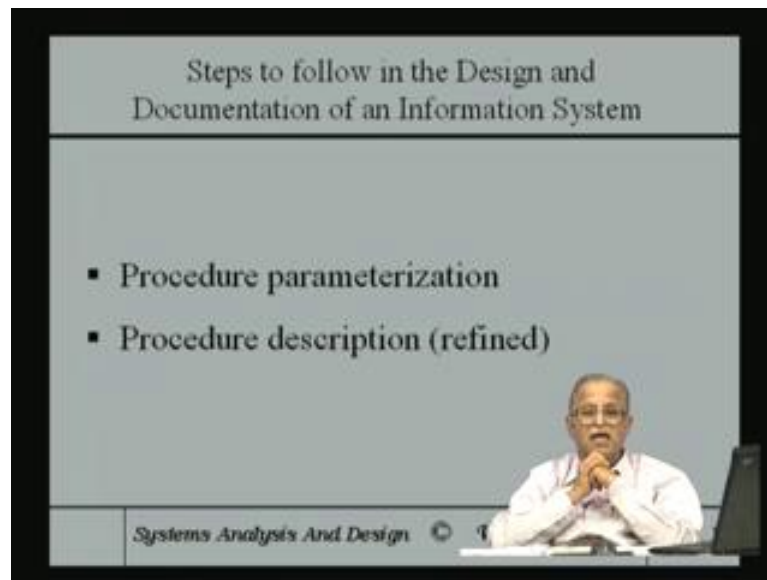 Steps to follow in the Design and
Documentation of an Information System
▪ Procedure parameterization
▪ Procedure description (refined)
Systems Analysis And Design ©